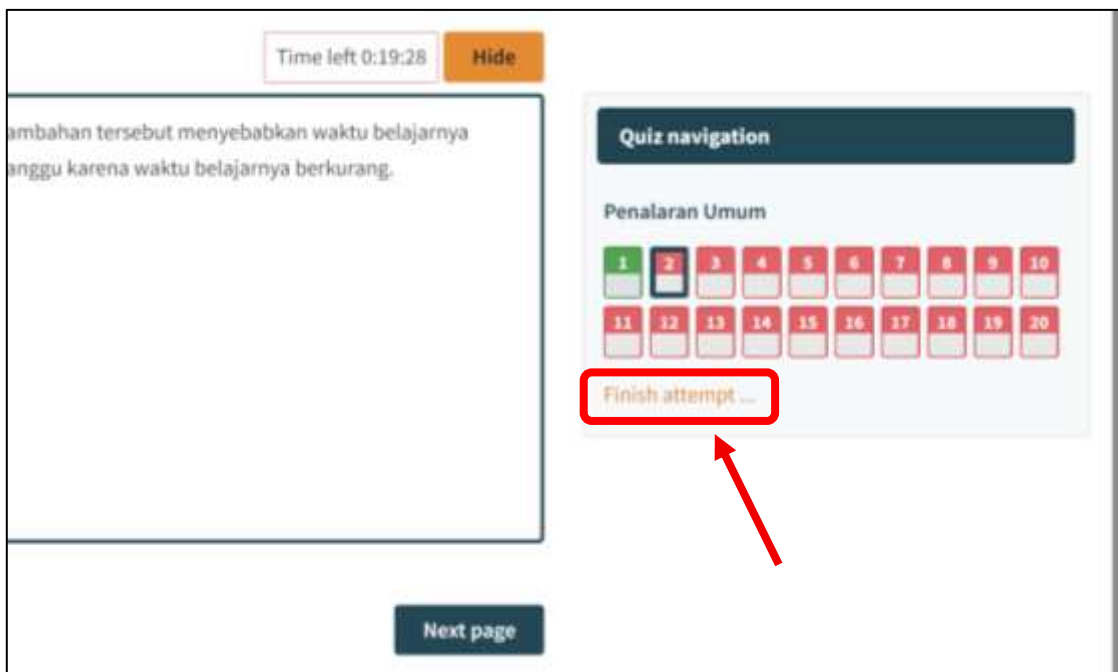 Time left 0:19:28 Hide
ambahan tersebut menyebabkan waktu belajarnya
anggu karena waktu belajarnya berkurang.
Quiz navigation
Penalaran Umum
1 2 3 4 5 6 7 8 9 10
11 12 13 14 15 16 17 18 19 20
Finish attempt ...
Next page